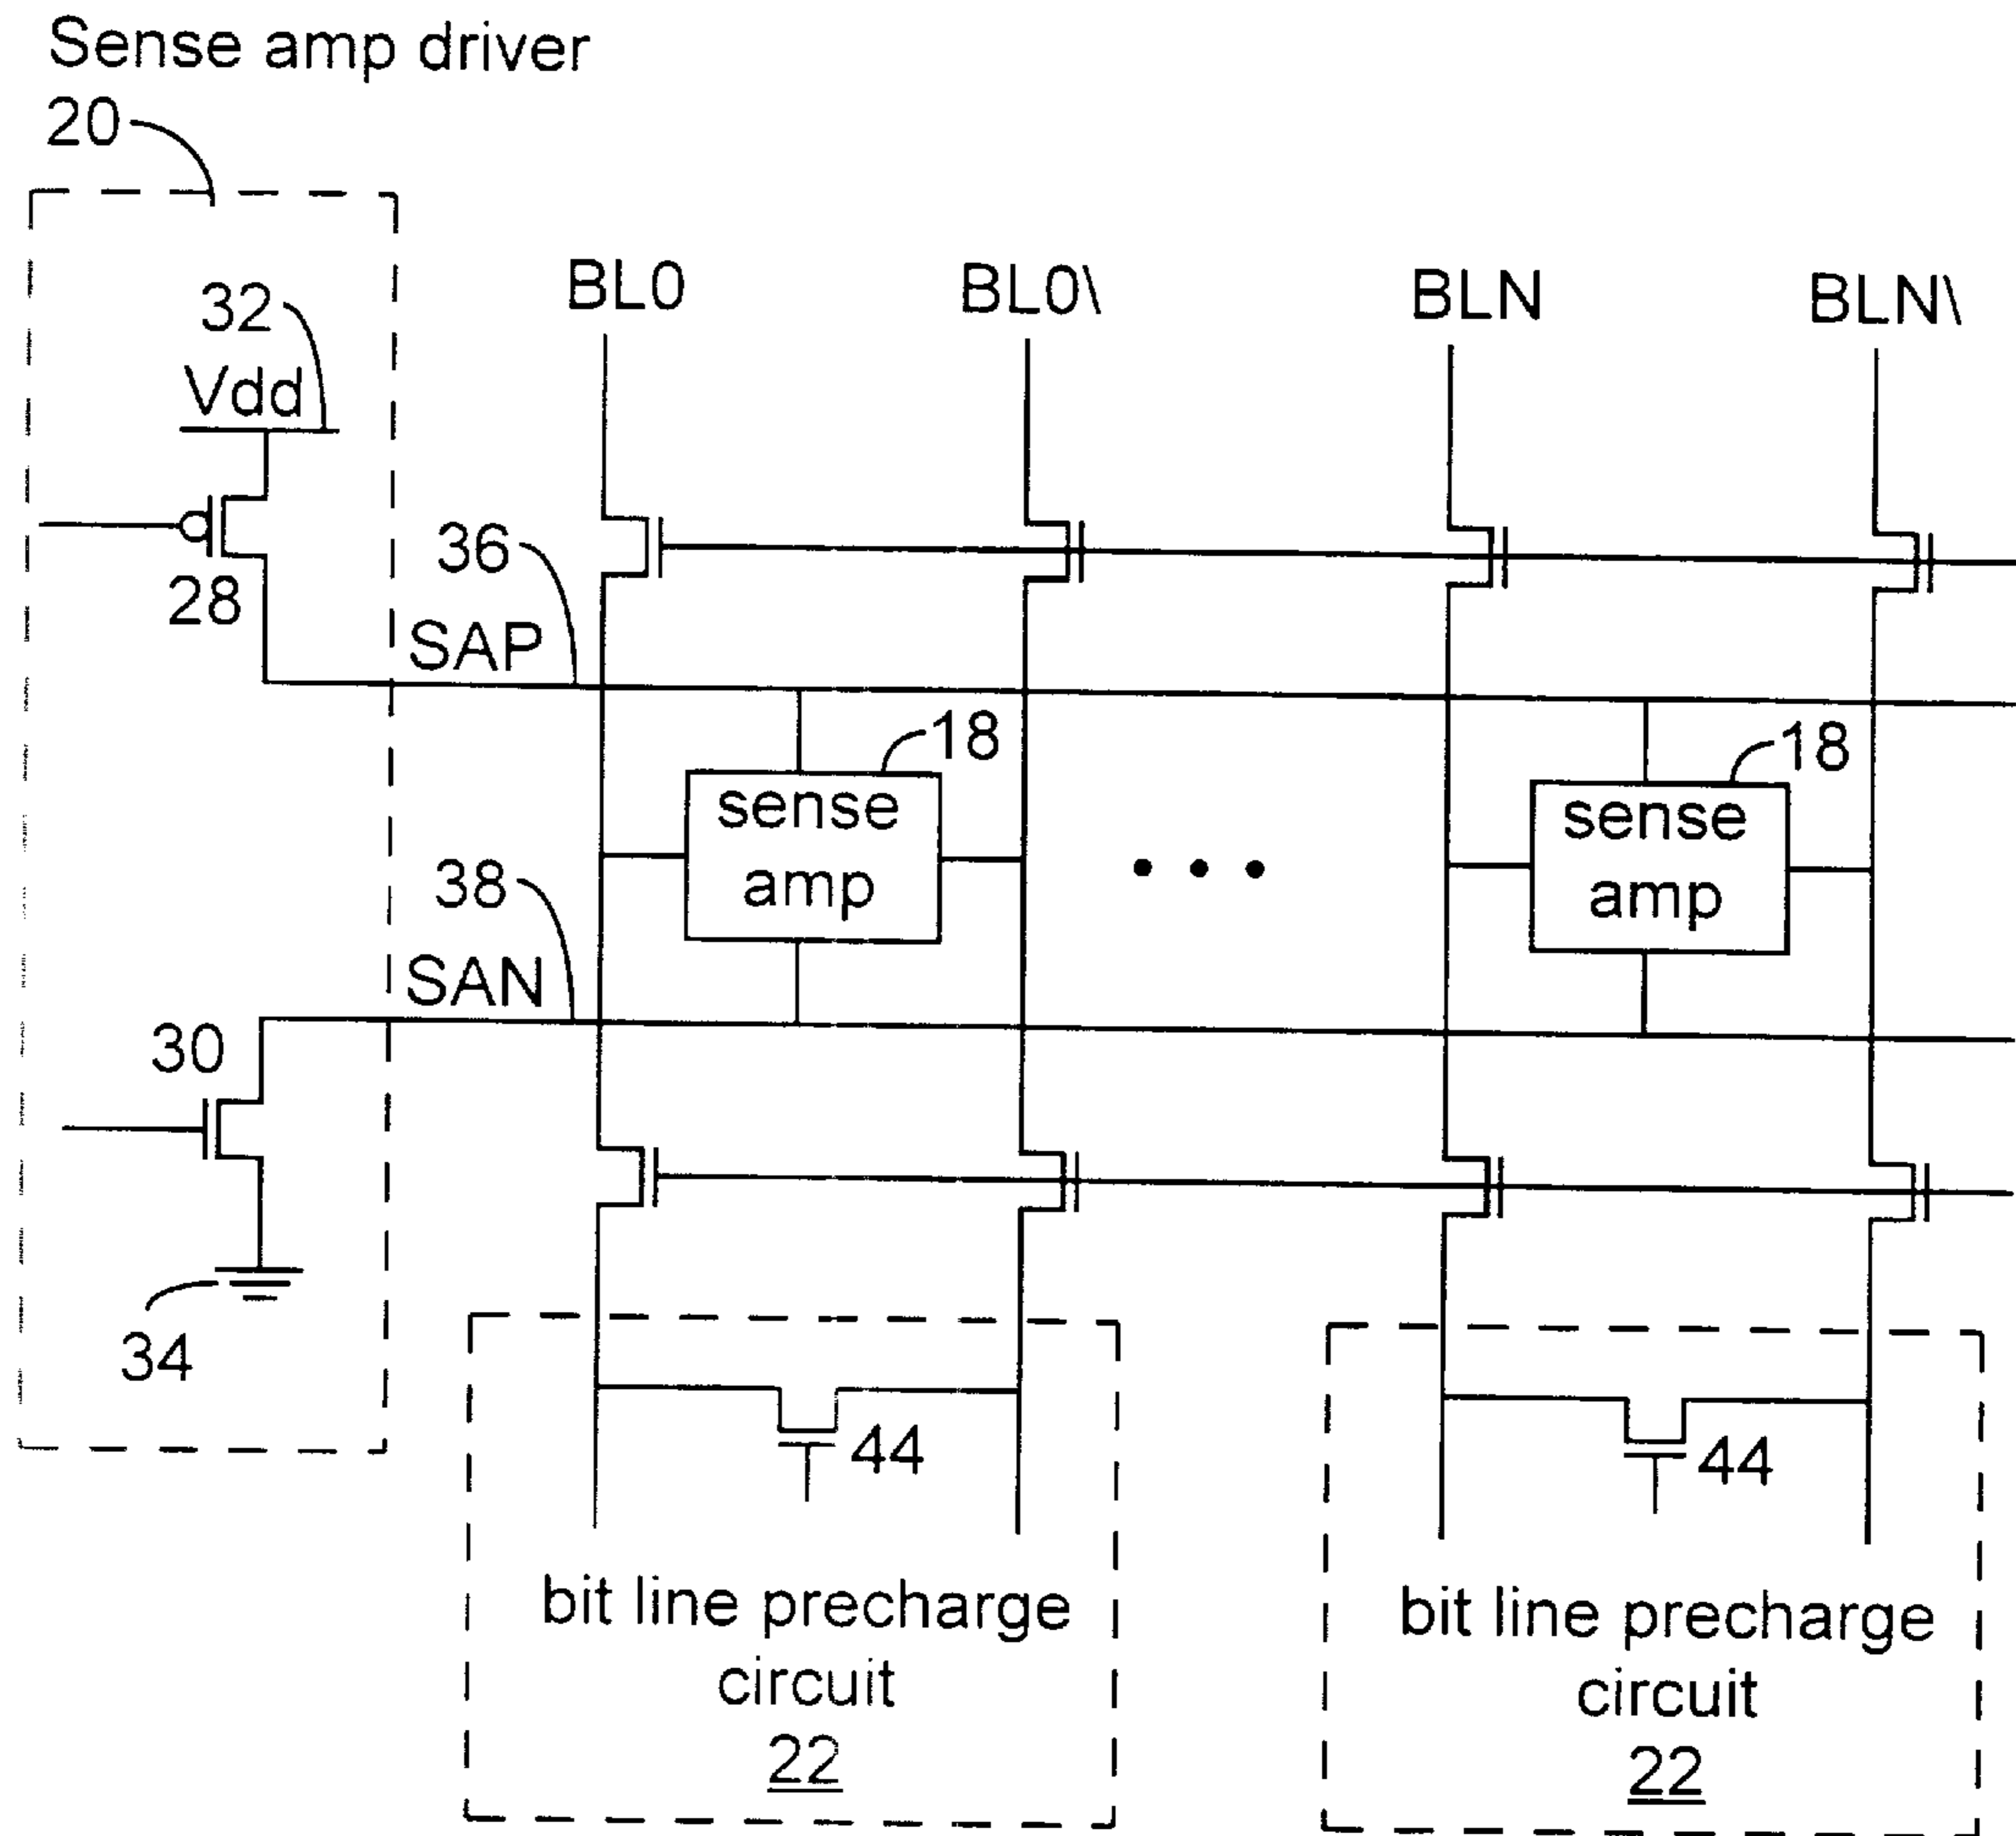 Sense amp driver
20
32
Vdd
28
BL0
BL0\
BLN
BLN\
36
SAP
18
sense
amp
18
sense
amp
38
SAN
30
34
44
44
bit line precharge
circuit
22
bit line precharge
circuit
22